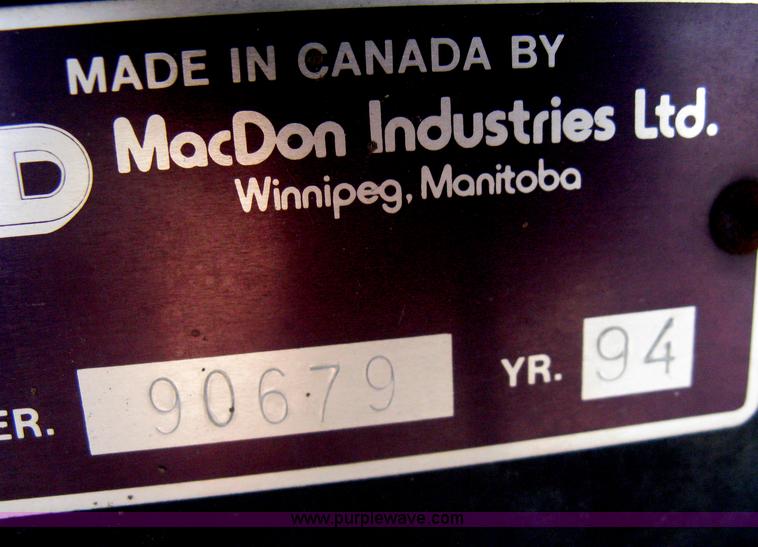 MADE IN CANADA BY
D
MacDon Industries Ltd.
Winnipeg, Manitoba
ER. 90679 YR. 94
www.purplewave.com